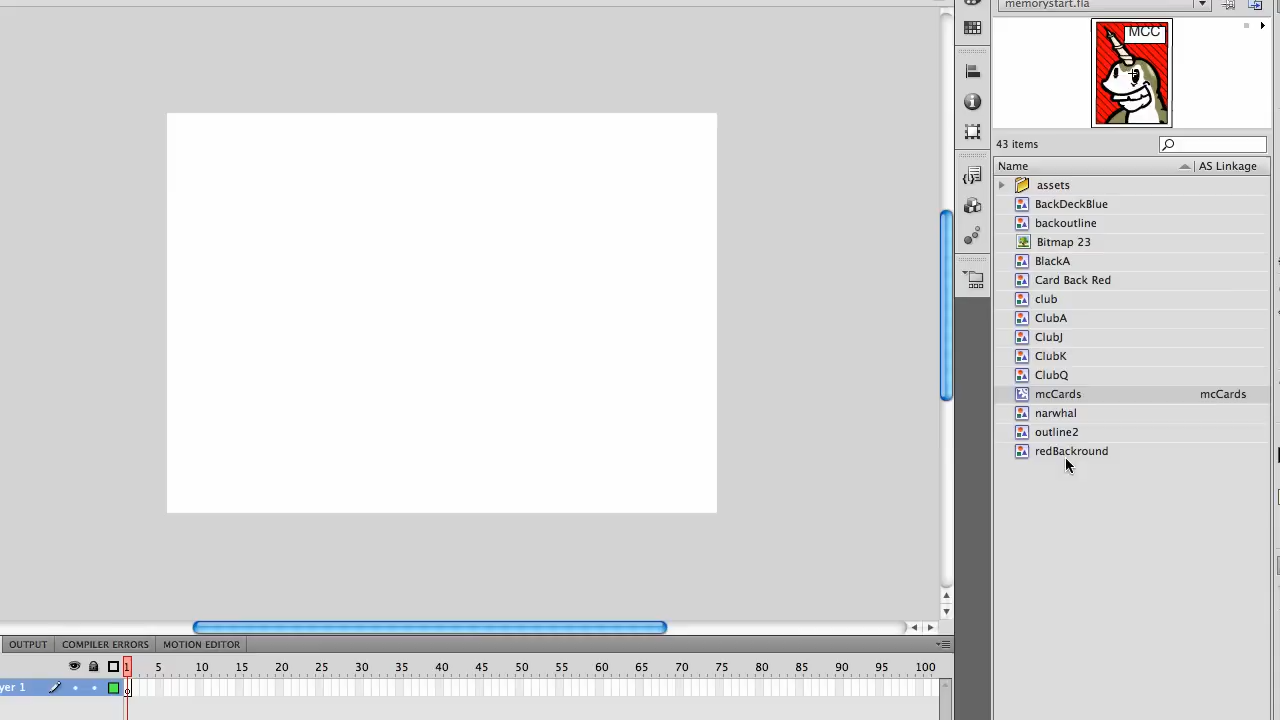 memorystart.fla
MCC
43 items
Name
AS Linkage
assets
BackDeckBlue
backoutline
Bitmap 23
BlackA
Card Back Red
club
ClubA
ClubJ
ClubK
ClubQ
mcCards mcCards
narwhal
outline2
redBackround
OUTPUT COMPILER ERRORS MOTION EDITOR
1 5 10 15 20 25 30 35 40 45 50 55 60 65 70 75 80 85 90 95 100
yer 1